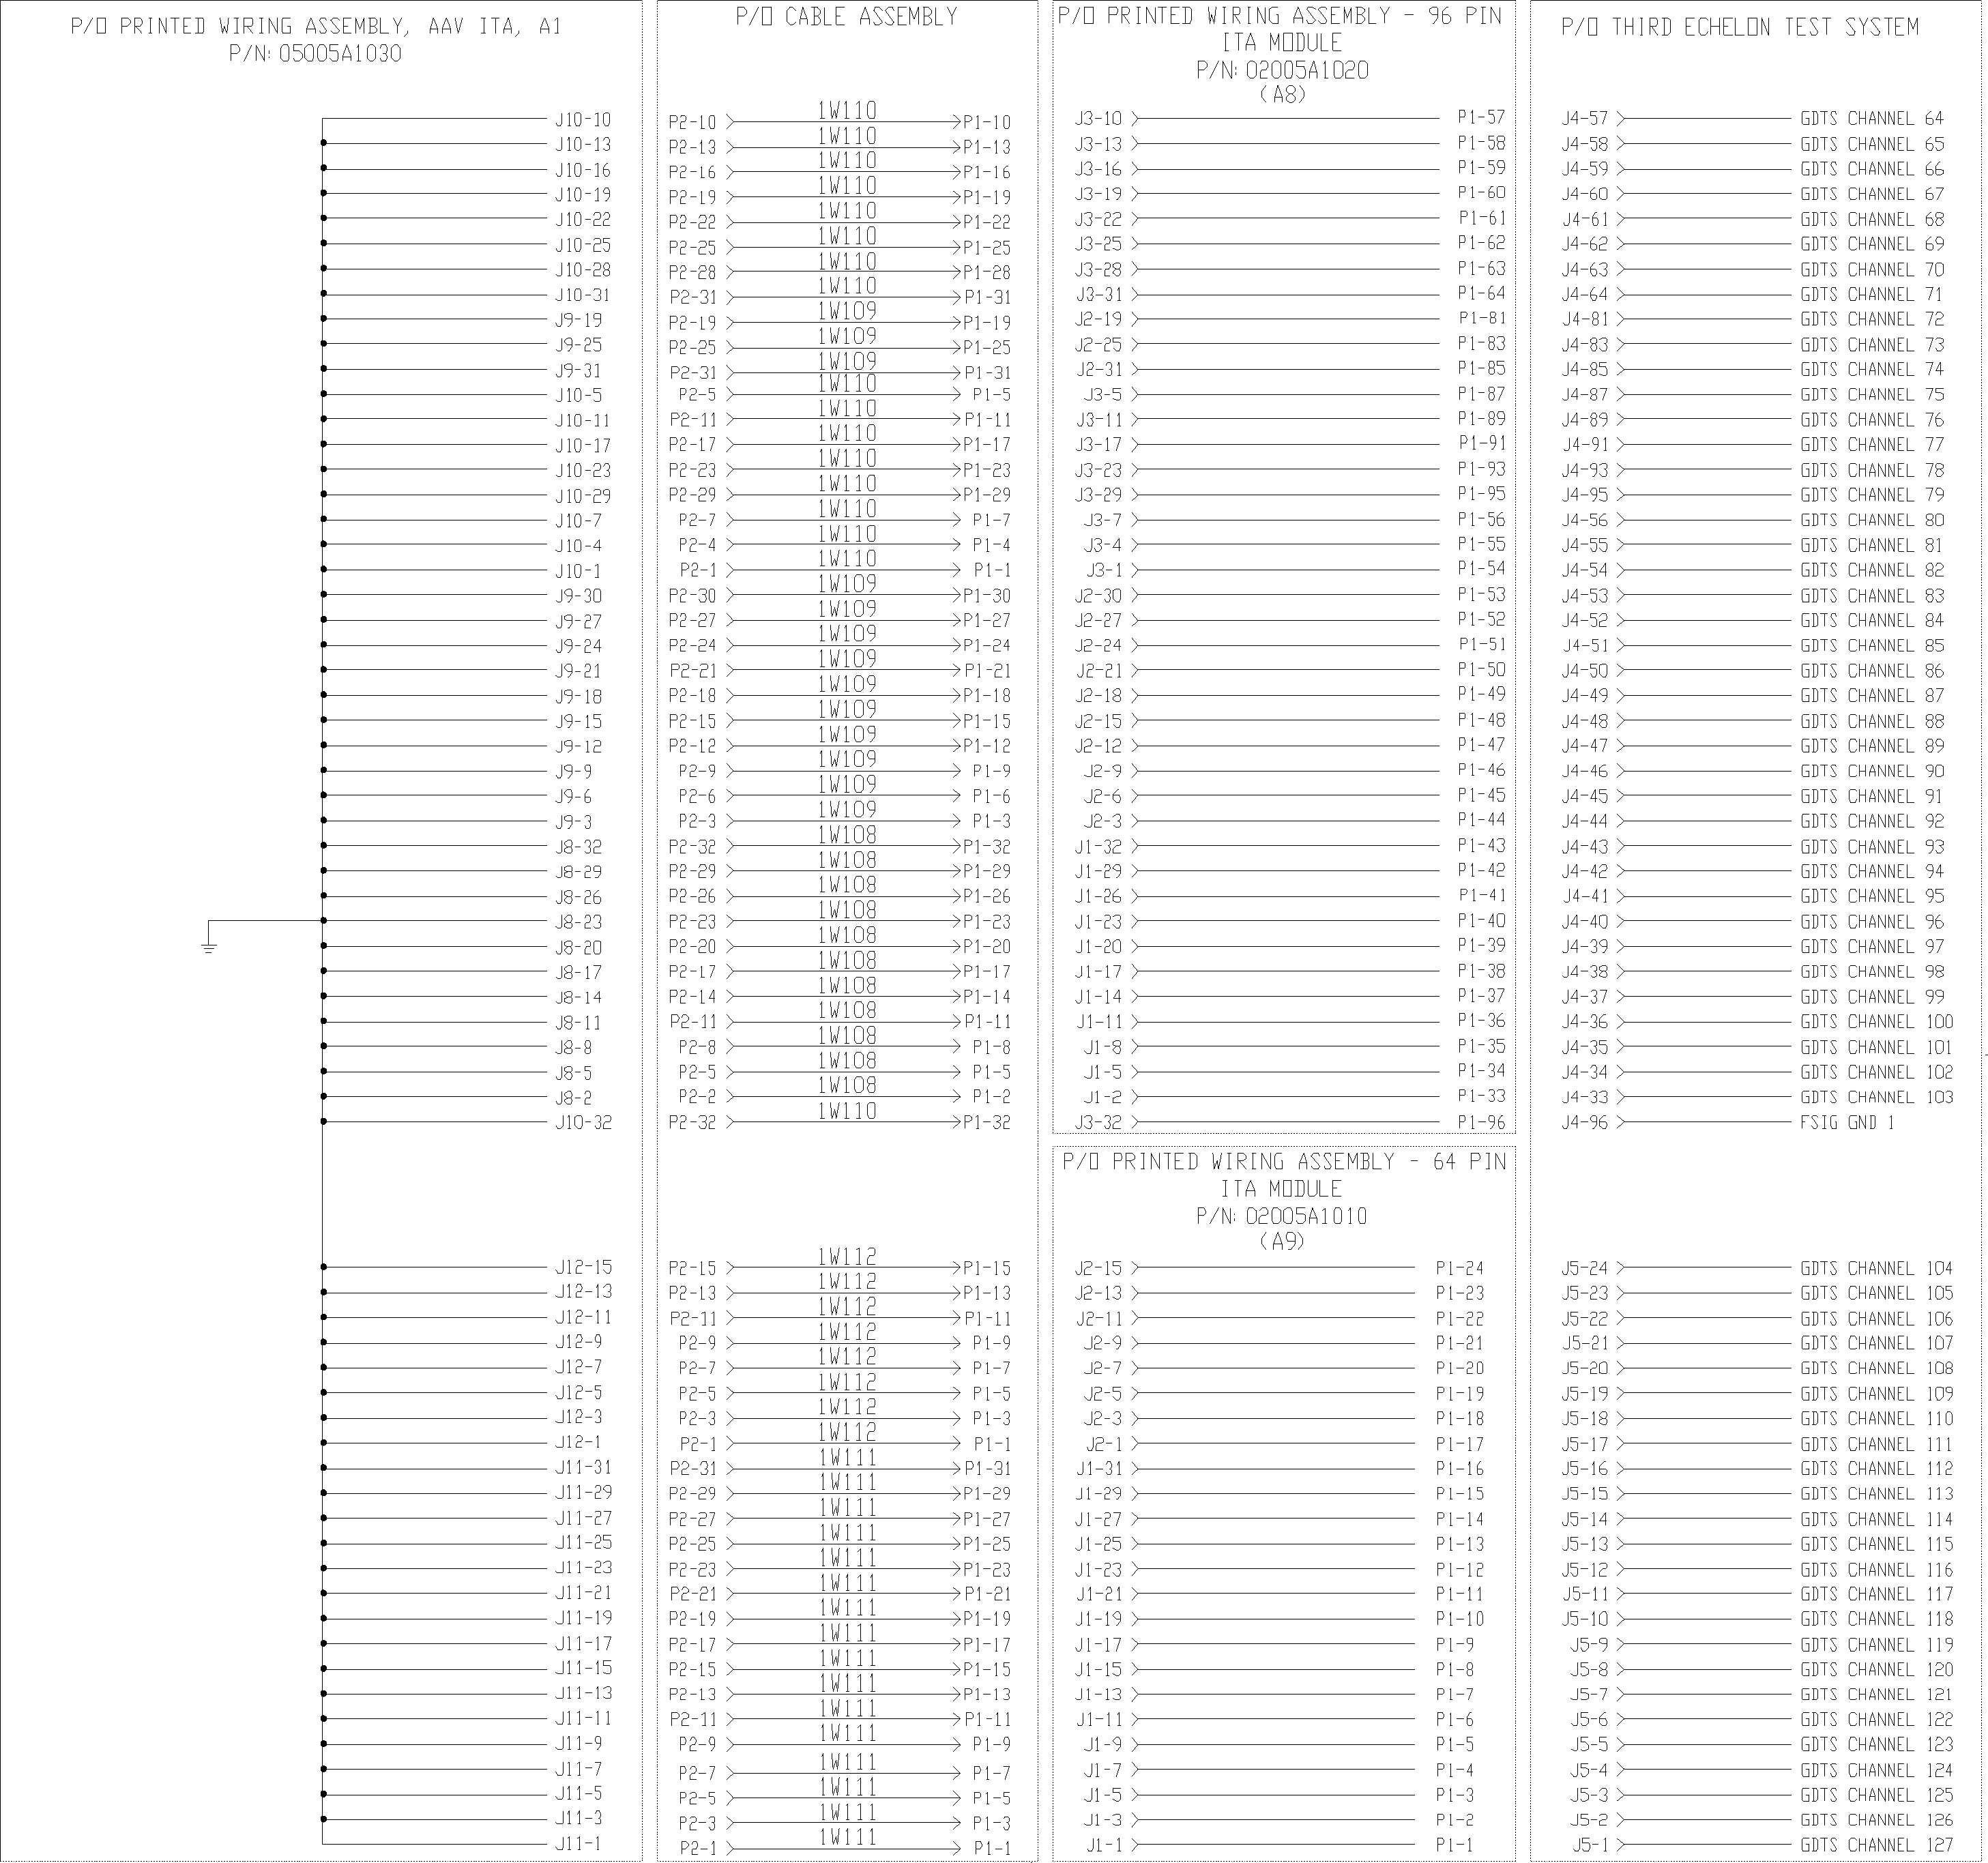 P/O PRINTED WIRING ASSEMBLY, AAV ITA, A1
P/N: 05005A1030
P/O CABLE ASSEMBLY
P/O PRINTED WIRING ASSEMBLY - 96 PIN
ITA MODULE
P/N: 02005A1020
(A8)
P/O THIRD ECHELON TEST SYSTEM
J10-10 P2-10 1W110 P1-10 J3-10 P1-57 J4-57 GDTS CHANNEL 64
J10-13 P2-13 1W110 P1-13 J3-13 P1-58 J4-58 GDTS CHANNEL 65
J10-16 P2-16 1W110 P1-16 J3-16 P1-59 J4-59 GDTS CHANNEL 66
J10-19 P2-19 1W110 P1-19 J3-19 P1-60 J4-60 GDTS CHANNEL 67
J10-22 P2-22 1W110 P1-22 J3-22 P1-61 J4-61 GDTS CHANNEL 68
J10-25 P2-25 1W110 P1-25 J3-25 P1-62 J4-62 GDTS CHANNEL 69
J10-28 P2-28 1W110 P1-28 J3-28 P1-63 J4-63 GDTS CHANNEL 70
J10-31 P2-31 1W110 P1-31 J3-31 P1-64 J4-64 GDTS CHANNEL 71
J9-19 P2-19 1W109 P1-19 J2-19 P1-81 J4-81 GDTS CHANNEL 72
J9-25 P2-25 1W109 P1-25 J2-25 P1-83 J4-83 GDTS CHANNEL 73
J9-31 P2-31 1W109 P1-31 J2-31 P1-85 J4-85 GDTS CHANNEL 74
J10-5 P2-5 1W110 P1-5 J3-5 P1-87 J4-87 GDTS CHANNEL 75
J10-11 P2-11 1W110 P1-11 J3-11 P1-89 J4-89 GDTS CHANNEL 76
J10-17 P2-17 1W110 P1-17 J3-17 P1-91 J4-91 GDTS CHANNEL 77
J10-23 P2-23 1W110 P1-23 J3-23 P1-93 J4-93 GDTS CHANNEL 78
J10-29 P2-29 1W110 P1-29 J3-29 P1-95 J4-95 GDTS CHANNEL 79
J10-7 P2-7 1W110 P1-7 J3-7 P1-56 J4-56 GDTS CHANNEL 80
J10-4 P2-4 1W110 P1-4 J3-4 P1-55 J4-55 GDTS CHANNEL 81
J10-1 P2-1 1W110 P1-1 J3-1 P1-54 J4-54 GDTS CHANNEL 82
J9-30 P2-30 1W109 P1-30 J2-30 P1-53 J4-53 GDTS CHANNEL 83
J9-27 P2-27 1W109 P1-27 J2-27 P1-52 J4-52 GDTS CHANNEL 84
J9-24 P2-24 1W109 P1-24 J2-24 P1-51 J4-51 GDTS CHANNEL 85
J9-21 P2-21 1W109 P1-21 J2-21 P1-50 J4-50 GDTS CHANNEL 86
J9-18 P2-18 1W109 P1-18 J2-18 P1-49 J4-49 GDTS CHANNEL 87
J9-15 P2-15 1W109 P1-15 J2-15 P1-48 J4-48 GDTS CHANNEL 88
J9-12 P2-12 1W109 P1-12 J2-12 P1-47 J4-47 GDTS CHANNEL 89
J9-9 P2-9 1W109 P1-9 J2-9 P1-46 J4-46 GDTS CHANNEL 90
J9-6 P2-6 1W109 P1-6 J2-6 P1-45 J4-45 GDTS CHANNEL 91
J9-3 P2-3 1W109 P1-3 J2-3 P1-44 J4-44 GDTS CHANNEL 92
J8-32 P2-32 1W108 P1-32 J1-32 P1-43 J4-43 GDTS CHANNEL 93
J8-29 P2-29 1W108 P1-29 J1-29 P1-42 J4-42 GDTS CHANNEL 94
J8-26 P2-26 1W108 P1-26 J1-26 P1-41 J4-41 GDTS CHANNEL 95
J8-23 P2-23 1W108 P1-23 J1-23 P1-40 J4-40 GDTS CHANNEL 96
J8-20 P2-20 1W108 P1-20 J1-20 P1-39 J4-39 GDTS CHANNEL 97
J8-17 P2-17 1W108 P1-17 J1-17 P1-38 J4-38 GDTS CHANNEL 98
J8-14 P2-14 1W108 P1-14 J1-14 P1-37 J4-37 GDTS CHANNEL 99
J8-11 P2-11 1W108 P1-11 J1-11 P1-36 J4-36 GDTS CHANNEL 100
J8-8 P2-8 1W108 P1-8 J1-8 P1-35 J4-35 GDTS CHANNEL 101
J8-5 P2-5 1W108 P1-5 J1-5 P1-34 J4-34 GDTS CHANNEL 102
J8-2 P2-2 1W108 P1-2 J1-2 P1-33 J4-33 GDTS CHANNEL 103
J10-32 P2-32 1W110 P1-32 J3-32 P1-96 J4-96 FSIG GND 1
P/O PRINTED WIRING ASSEMBLY - 64 PIN
ITA MODULE
P/N: 02005A1010
(A9)
J12-15 P2-15 1W112 P1-15 J2-15 P1-24 J5-24 GDTS CHANNEL 104
J12-13 P2-13 1W112 P1-13 J2-13 P1-23 J5-23 GDTS CHANNEL 105
J12-11 P2-11 1W112 P1-11 J2-11 P1-22 J5-22 GDTS CHANNEL 106
J12-9 P2-9 1W112 P1-9 J2-9 P1-21 J5-21 GDTS CHANNEL 107
J12-7 P2-7 1W112 P1-7 J2-7 P1-20 J5-20 GDTS CHANNEL 108
J12-5 P2-5 1W112 P1-5 J2-5 P1-19 J5-19 GDTS CHANNEL 109
J12-3 P2-3 1W112 P1-3 J2-3 P1-18 J5-18 GDTS CHANNEL 110
J12-1 P2-1 1W112 P1-1 J2-1 P1-17 J5-17 GDTS CHANNEL 111
J11-31 P2-31 1W111 P1-31 J1-31 P1-16 J5-16 GDTS CHANNEL 112
J11-29 P2-29 1W111 P1-29 J1-29 P1-15 J5-15 GDTS CHANNEL 113
J11-27 P2-27 1W111 P1-27 J1-27 P1-14 J5-14 GDTS CHANNEL 114
J11-25 P2-25 1W111 P1-25 J1-25 P1-13 J5-13 GDTS CHANNEL 115
J11-23 P2-23 1W111 P1-23 J1-23 P1-12 J5-12 GDTS CHANNEL 116
J11-21 P2-21 1W111 P1-21 J1-21 P1-11 J5-11 GDTS CHANNEL 117
J11-19 P2-19 1W111 P1-19 J1-19 P1-10 J5-10 GDTS CHANNEL 118
J11-17 P2-17 1W111 P1-17 J1-17 P1-9 J5-9 GDTS CHANNEL 119
J11-15 P2-15 1W111 P1-15 J1-15 P1-8 J5-8 GDTS CHANNEL 120
J11-13 P2-13 1W111 P1-13 J1-13 P1-7 J5-7 GDTS CHANNEL 121
J11-11 P2-11 1W111 P1-11 J1-11 P1-6 J5-6 GDTS CHANNEL 122
J11-9 P2-9 1W111 P1-9 J1-9 P1-5 J5-5 GDTS CHANNEL 123
J11-7 P2-7 1W111 P1-7 J1-7 P1-4 J5-4 GDTS CHANNEL 124
J11-5 P2-5 1W111 P1-5 J1-5 P1-3 J5-3 GDTS CHANNEL 125
J11-3 P2-3 1W111 P1-3 J1-3 P1-2 J5-2 GDTS CHANNEL 126
J11-1 P2-1 1W111 P1-1 J1-1 P1-1 J5-1 GDTS CHANNEL 127